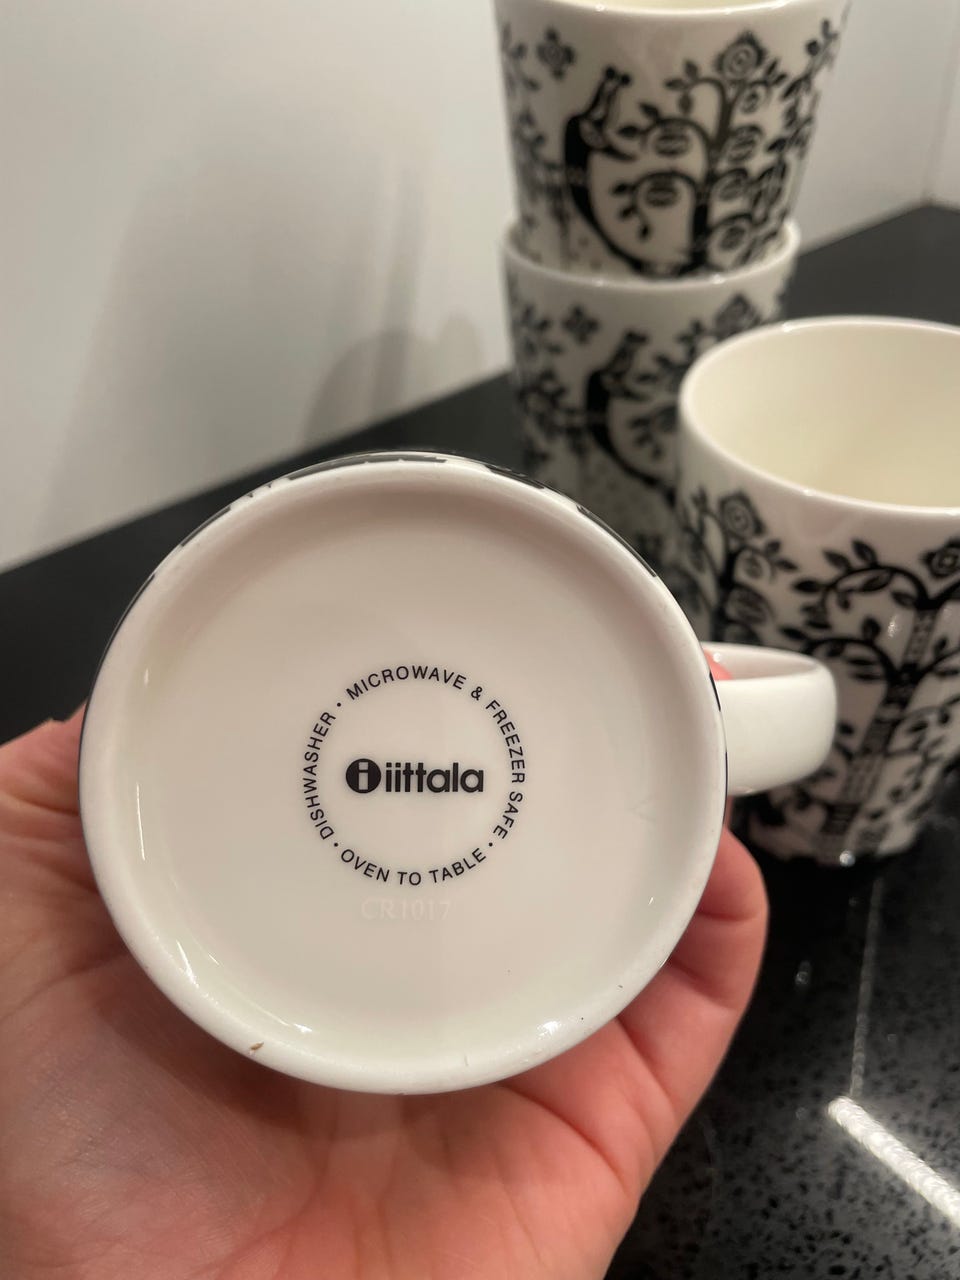 MICROWAVE & FREEZER SAFE • OVEN TO TABLE • DISHWASHER •
i iittala
CR1017